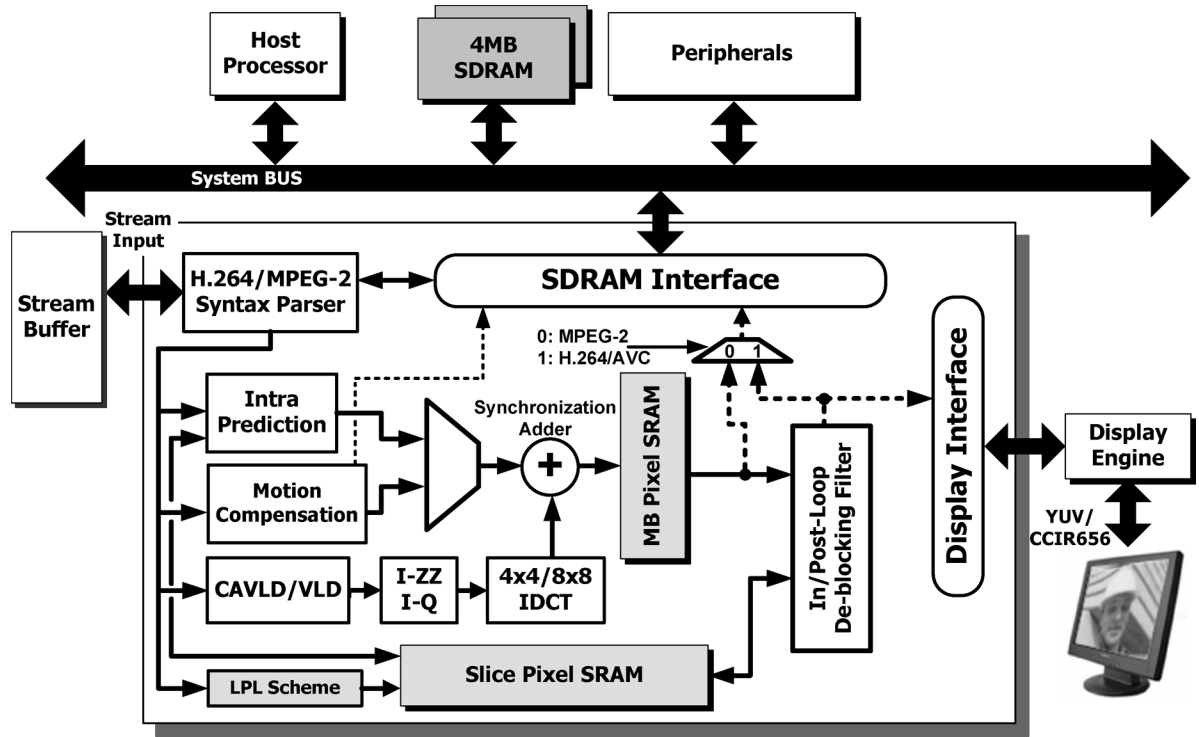 Host
Processor
4MB
SDRAM
Peripherals
System BUS
Stream
Input
Stream
Buffer
H.264/MPEG-2
Syntax Parser
SDRAM Interface
0: MPEG-2
1: H.264/AVC
0 1
Intra
Prediction
Synchronization
Adder
+
MB Pixel SRAM
Motion
Compensation
In/Post-Loop
De-blocking Filter
Display Interface
Display
Engine
YUV/
CCIR656
CAVLD/VLD
I-ZZ
I-Q
4x4/8x8
IDCT
Slice Pixel SRAM
LPL Scheme